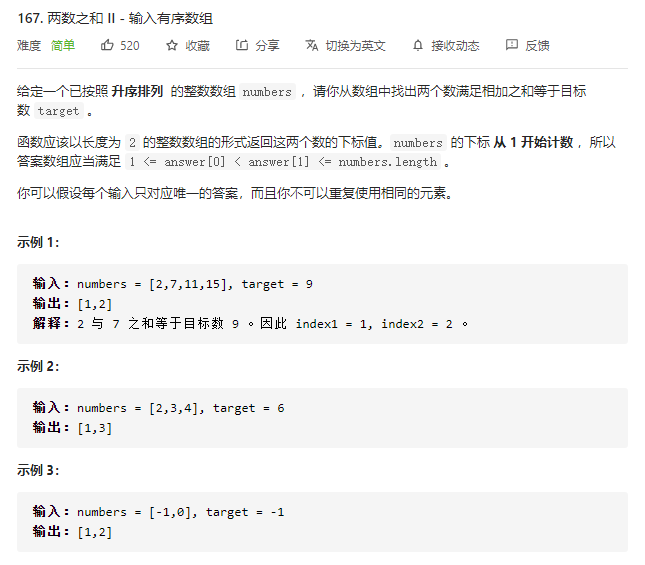 167. 两数之和 II - 输入有序数组
难度 简单 520 收藏 分享 切换为英文 接收动态 反馈
给定一个已按照 升序排列 的整数数组 numbers ，请你从数组中找出两个数满足相加之和等于目标
数 target 。
函数应该以长度为 2 的整数数组的形式返回这两个数的下标值。numbers 的下标 从 1 开始计数 ，所以
答案数组应当满足 1 <= answer[0] < answer[1] <= numbers.length 。
你可以假设每个输入只对应唯一的答案，而且你不可以重复使用相同的元素。
示例 1：
输入：numbers = [2,7,11,15], target = 9
输出：[1,2]
解释：2 与 7 之和等于目标数 9 。因此 index1 = 1, index2 = 2 。
示例 2：
输入：numbers = [2,3,4], target = 6
输出：[1,3]
示例 3：
输入：numbers = [-1,0], target = -1
输出：[1,2]